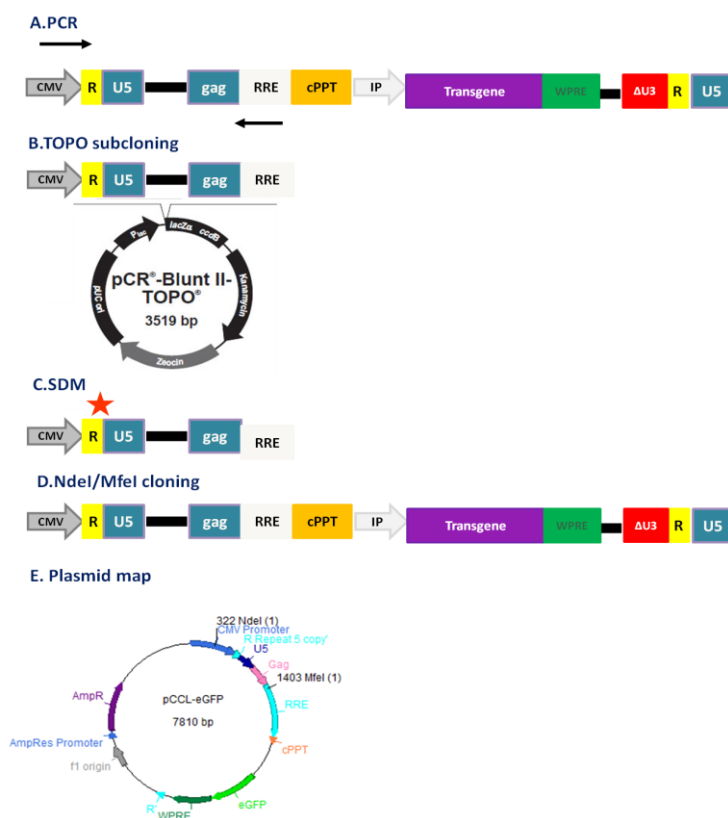 A.PCR
CMV R U5 gag RRE cPPT IP Transgene WPRE ΔU3 R U5
B.TOPO subcloning
CMV R U5 gag RRE
Plac lacZα ccdB
Kanamycin
pUC ori
pCR®-Blunt II-
TOPO®
3519 bp
Zeocin
C.SDM
CMV R U5 gag RRE
D.NdeI/MfeI cloning
CMV R U5 gag RRE cPPT IP Transgene WPRE ΔU3 R U5
E. Plasmid map
322 NdeI (1)
CMV Promoter
R Repeat 5 copy'
U5
Gag
1403 MfeI (1)
RRE
AmpR
pCCL-eGFP
7810 bp
AmpRes Promoter
cPPT
f1 origin
R'
WPRE
eGFP